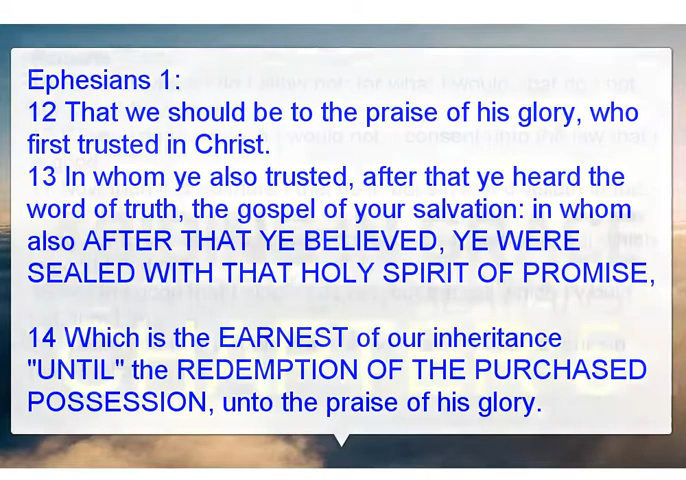 Ephesians 1:
12 That we should be to the praise of his glory, who
first trusted in Christ.
13 In whom ye also trusted, after that ye heard the
word of truth, the gospel of your salvation: in whom
also AFTER THAT YE BELIEVED, YE WERE
SEALED WITH THAT HOLY SPIRIT OF PROMISE,
14 Which is the EARNEST of our inheritance
"UNTIL" the REDEMPTION OF THE PURCHASED
POSSESSION, unto the praise of his glory.